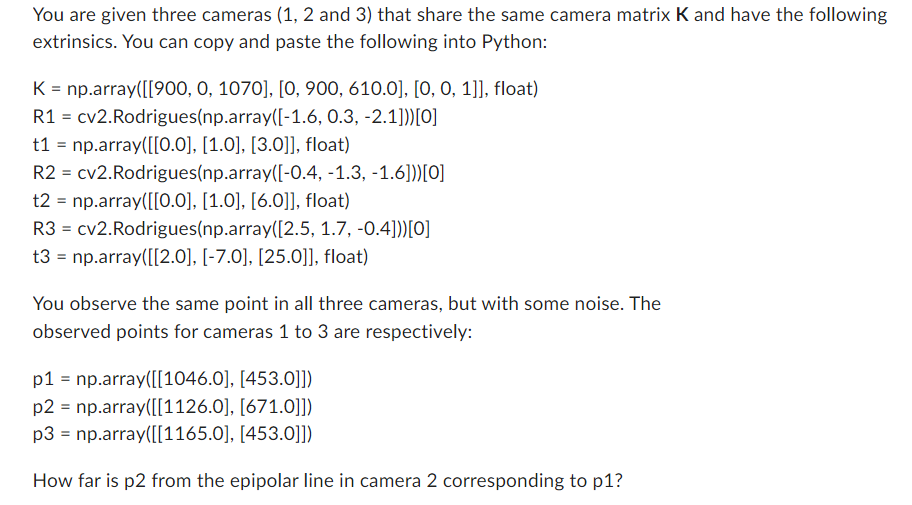 You are given three cameras (1, 2 and 3) that share the same camera matrix K and have the following
extrinsics. You can copy and paste the following into Python:
K = np.array([[900, 0, 1070], [0, 900, 610.0], [0, 0, 1]], float)
R1 = cv2.Rodrigues(np.array([-1.6, 0.3, -2.1]))[0]
t1 = np.array([[0.0], [1.0], [3.0]], float)
R2 = cv2.Rodrigues(np.array([-0.4, -1.3, -1.6]))[0]
t2 = np.array([[0.0], [1.0], [6.0]], float)
R3 = cv2.Rodrigues(np.array([2.5, 1.7, -0.4]))[0]
t3 = np.array([[2.0], [-7.0], [25.0]], float)
You observe the same point in all three cameras, but with some noise. The
observed points for cameras 1 to 3 are respectively:
p1 = np.array([[1046.0], [453.0]])
p2 = np.array([[1126.0], [671.0]])
p3 = np.array([[1165.0], [453.0]])
How far is p2 from the epipolar line in camera 2 corresponding to p1?